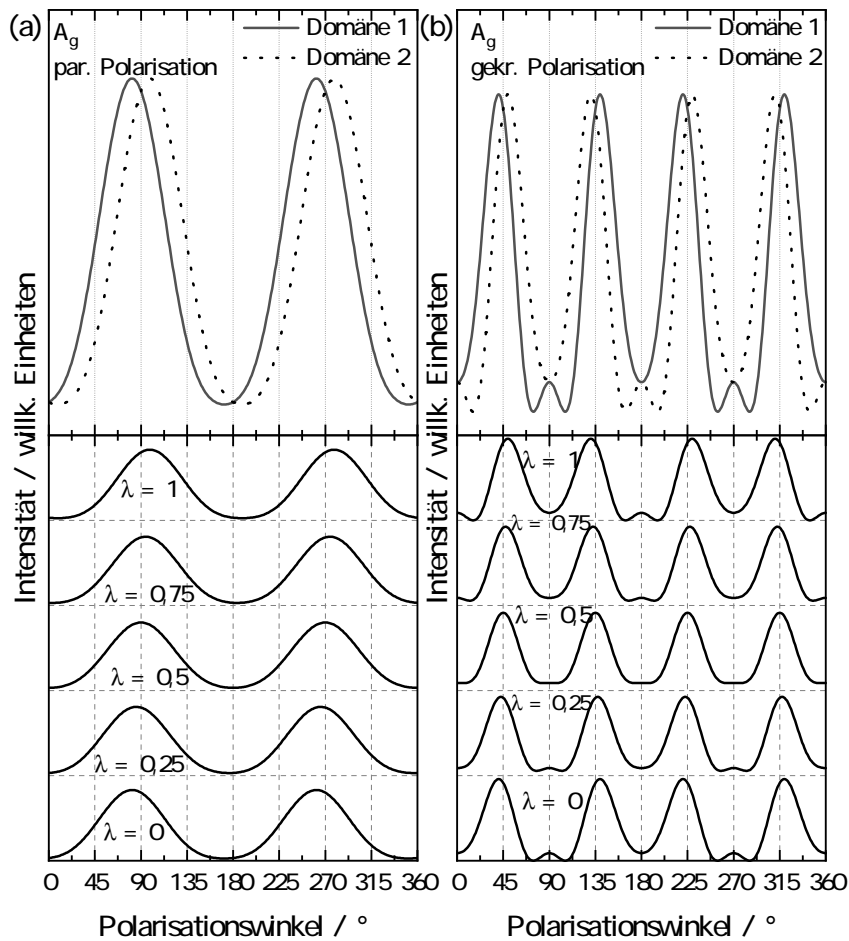 (a)
A_g
par. Polarisation
Domäne 1
Domäne 2
(b)
A_g
gekr. Polarisation
Domäne 1
Domäne 2
Intensität / willk. Einheiten
λ = 1
λ = 0,75
λ = 0,5
λ = 0,25
λ = 0
0 45 90 135 180 225 270 315 360
Polarisationswinkel / °
Intensität / willk. Einheiten
λ = 1
λ = 0,75
λ = 0,5
λ = 0,25
λ = 0
0 45 90 135 180 225 270 315 360
Polarisationswinkel / °